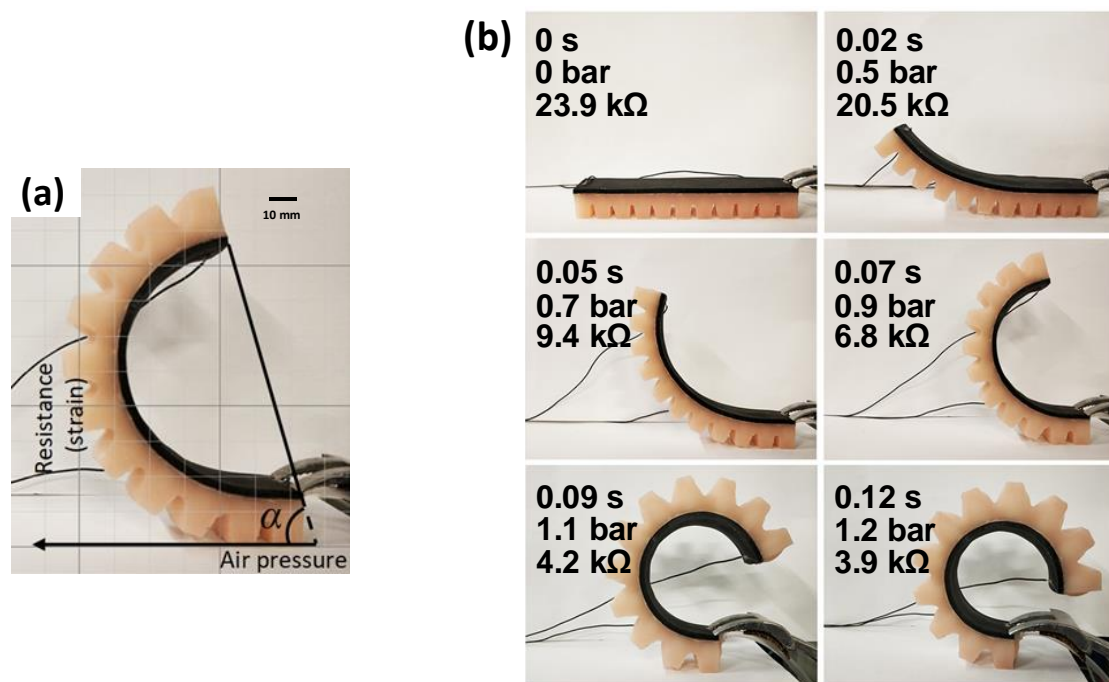 (a)
10 mm
Resistance
(strain)
α
Air pressure
(b)
0 s
0 bar
23.9 kΩ
0.02 s
0.5 bar
20.5 kΩ
0.05 s
0.7 bar
9.4 kΩ
0.07 s
0.9 bar
6.8 kΩ
0.09 s
1.1 bar
4.2 kΩ
0.12 s
1.2 bar
3.9 kΩ